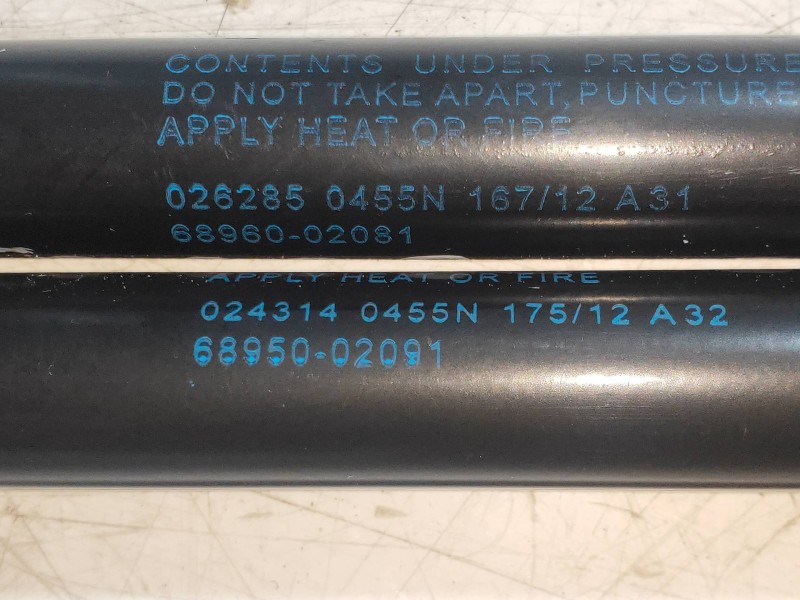 CONTENTS UNDER PRESSURE
DO NOT TAKE APART, PUNCTURE
APPLY HEAT OR FIRE
026285 0455N 167/12 A31
68960-02081
APPLY HEAT OR FIRE
024314 0455N 175/12 A32
68950-02091